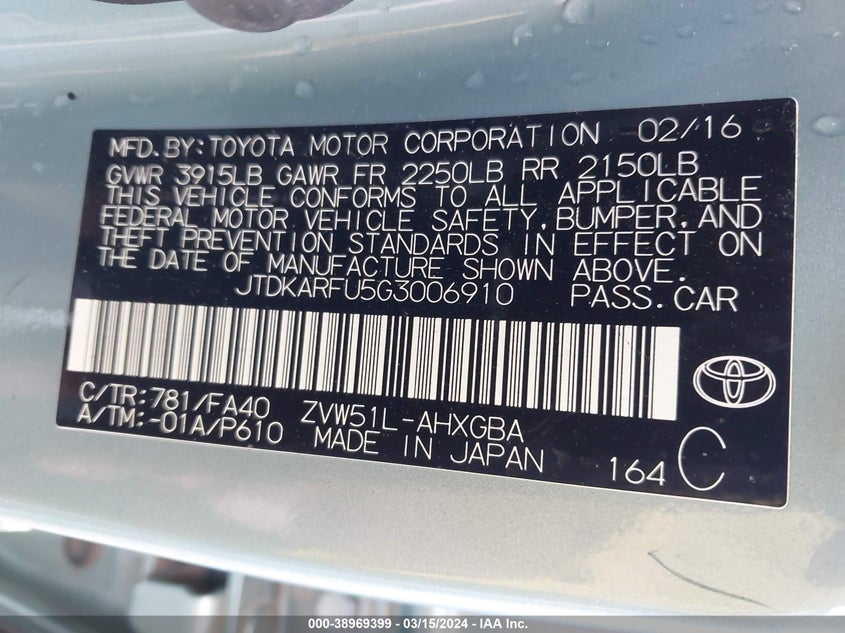 MFD. BY: TOYOTA MOTOR CORPORATION 02/16
GVWR 3915LB GAWR FR 2250LB RR 2150LB
THIS VEHICLE CONFORMS TO ALL APPLICABLE
FEDERAL MOTOR VEHICLE SAFETY, BUMPER, AND
THEFT PREVENTION STANDARDS IN EFFECT ON
THE DATE OF MANUFACTURE SHOWN ABOVE.
JTDKARFU5G3006910 PASS. CAR
C/TR: 781/FA40 ZVW51L-AHXGBA
A/TM: -01A/P610 MADE IN JAPAN
164 C
000-38969399 - 03/15/2024 - IAA Inc.